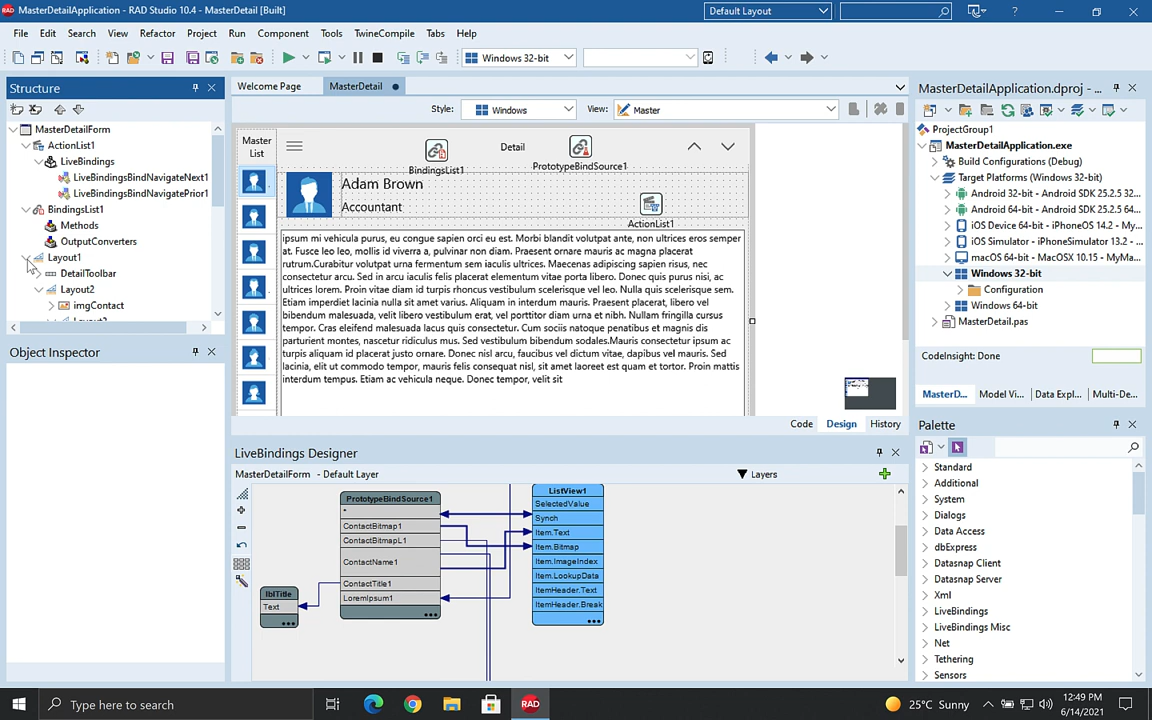 MasterDetailApplication - RAD Studio 10.4 - MasterDetail [Built]
Default Layout
File Edit Search View Refactor Project Run Component Tools TwineCompile Tabs Help
Windows 32-bit
Structure
MasterDetailForm
ActionList1
LiveBindings
LiveBindingsBindNavigateNext1
LiveBindingsBindNavigatePrior1
BindingsList1
Methods
OutputConverters
Layout1
DetailToolbar
Layout2
imgContact
Object Inspector
Welcome Page
MasterDetail
Style:
Windows
View:
Master
Master
List
BindingsList1
Detail
PrototypeBindSource1
Adam Brown
Accountant
ActionList1
ipsum mi vehicula purus, eu congue sapien orci eu est. Morbi blandit volutpat ante, non ultrices eros semper
at. Fusce leo leo, mollis id viverra a, pulvinar non diam. Praesent ornare mauris ac magna iaculis
rutrum.Curabitur volutpat urna fermentum sem iaculis ultrices. Maecenas adipiscing sapien risus, nec
consectetur arcu. Sed in arcu iaculis felis placerat elementum vitae porta libero. Donec quis purus nisi, ac
ultrices lorem. Proin vitae diam id dolor rhoncus vestibulum scelerisque vitae sem. Nulla quis scelerisque sem.
Etiam imperdiet lacinia nulla sit amet varius. Aliquam in interdum mauris. Vestibulum ante placerat, libero vel
bibendum auctor, velit libero vestibulum erat, vel porttitor diam urna et nibh. Nullam fringilla cursus
tempor. Cras eleifend malesuada lacus quis consectetur. Cum sociis natoque penatibus et magnis dis
parturient montes, nascetur ridiculus mus. Sed vestibulum bibendum sodales.Mauris consectetur ipsum ac
turpis aliquam id placerat justo ornare. Donec nisl arcu, faucibus vel dictum vitae, dapibus vel mauris. Sed
lacinia, elit ut commodo tempor, mauris felis consequat nisl, sit amet laoreet est quam et tortor. Proin mattis
interdum tempus. Etiam ac vehicula neque. Donec tempor, velit sit
Code Design History
LiveBindings Designer
MasterDetailForm - Default Layer
Layers
PrototypeBindSource1
*
ContactBitmap1
ContactBitmapL1
ContactName1
ContactTitle1
LoremIpsum1
lblTitle
Text
ListView1
SelectedValue
Synch
Item.Text
Item.Bitmap
Item.ImageIndex
Item.LookupData
ItemHeader.Text
ItemHeader.Break
MasterDetailApplication.dproj - ...
ProjectGroup1
MasterDetailApplication.exe
Build Configurations (Debug)
Target Platforms (Windows 32-bit)
Android 32-bit - Android SDK 25.2.5 32...
Android 64-bit - Android SDK 25.2.5 64...
iOS Device 64-bit - iPhoneOS 14.2 - My...
iOS Simulator - iPhoneSimulator 13.2 - ...
macOS 64-bit - MacOSX 10.15 - MyMa...
Windows 32-bit
Configuration
Windows 64-bit
MasterDetail.pas
CodeInsight: Done
MasterD... Model Vi... Data Expl... Multi-De...
Palette
Standard
Additional
System
Dialogs
Data Access
dbExpress
Datasnap Client
Datasnap Server
Xml
LiveBindings
LiveBindings Misc
Net
Tethering
Sensors
Type here to search
RAD
25°C Sunny
12:49 PM
6/14/2021